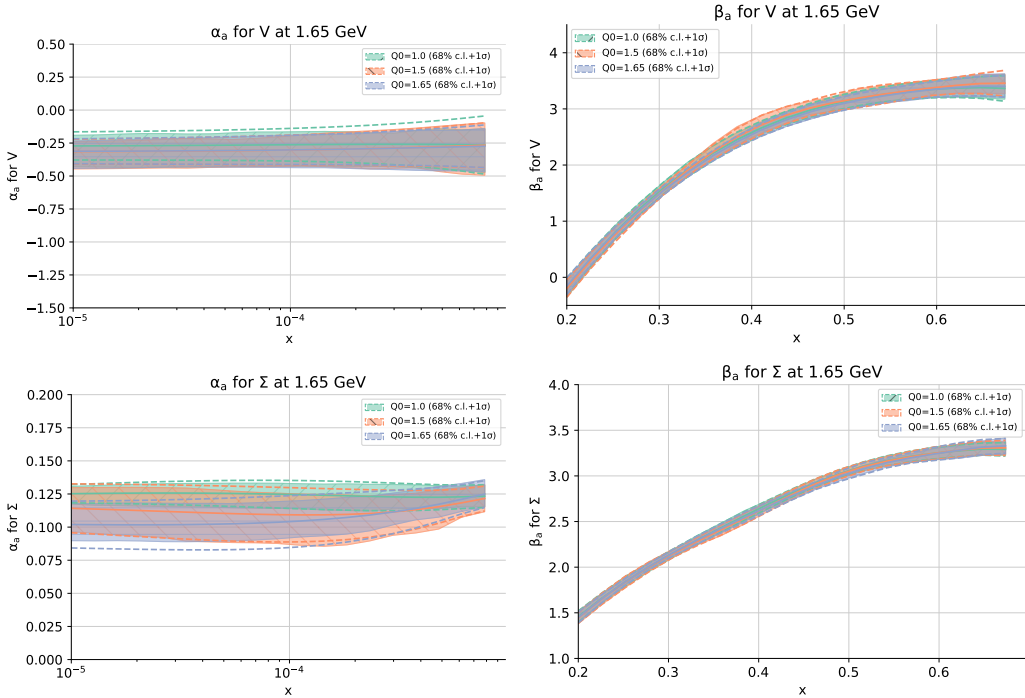 αa for V at 1.65 GeV
0.50
0.25
0.00
−0.25
−0.50
−0.75
−1.00
−1.25
−1.50
αa for V
Q0=1.0 (68% c.l.+1σ)
Q0=1.5 (68% c.l.+1σ)
Q0=1.65 (68% c.l.+1σ)
10−5
10−4
x
βa for V at 1.65 GeV
4
3
2
1
0
βa for V
Q0=1.0 (68% c.l.+1σ)
Q0=1.5 (68% c.l.+1σ)
Q0=1.65 (68% c.l.+1σ)
0.2
0.3
0.4
0.5
0.6
x
αa for Σ at 1.65 GeV
0.200
0.175
0.150
0.125
0.100
0.075
0.050
0.025
0.000
αa for Σ
Q0=1.0 (68% c.l.+1σ)
Q0=1.5 (68% c.l.+1σ)
Q0=1.65 (68% c.l.+1σ)
10−5
10−4
x
βa for Σ at 1.65 GeV
4.0
3.5
3.0
2.5
2.0
1.5
1.0
βa for Σ
Q0=1.0 (68% c.l.+1σ)
Q0=1.5 (68% c.l.+1σ)
Q0=1.65 (68% c.l.+1σ)
0.2
0.3
0.4
0.5
0.6
x